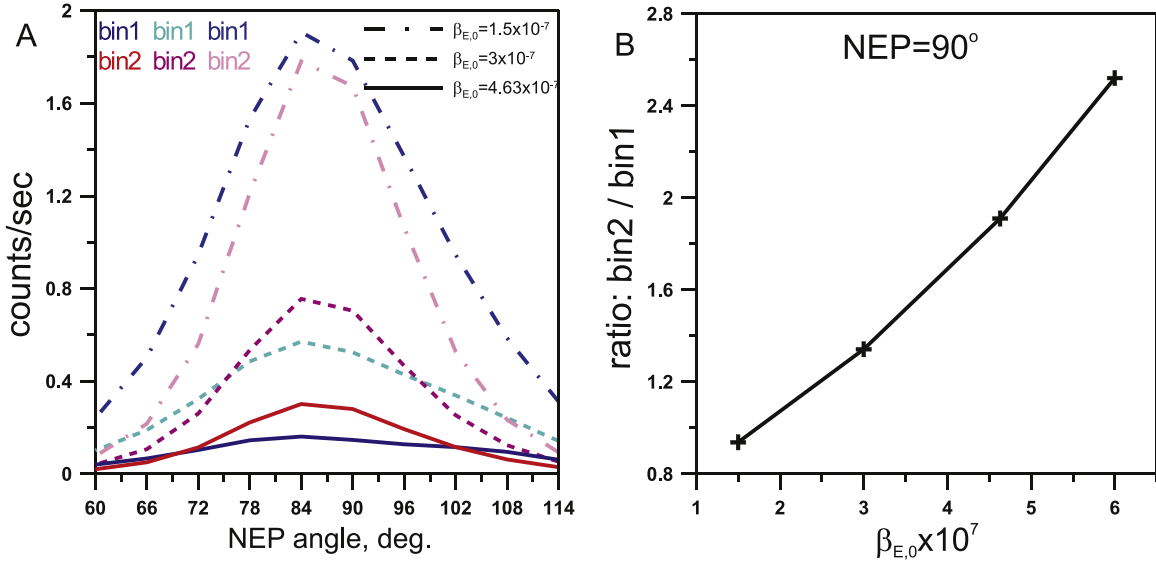 A
bin1 bin1 bin1
bin2 bin2 bin2
βE,0=1.5x10-7
βE,0=3x10-7
βE,0=4.63x10-7
2
1.6
1.2
0.8
0.4
0
counts/sec
60 66 72 78 84 90 96 102 108 114
NEP angle, deg.
B
NEP=90o
2.8
2.4
2
1.6
1.2
0.8
ratio: bin2 / bin1
1 2 3 4 5 6
βE,0x107